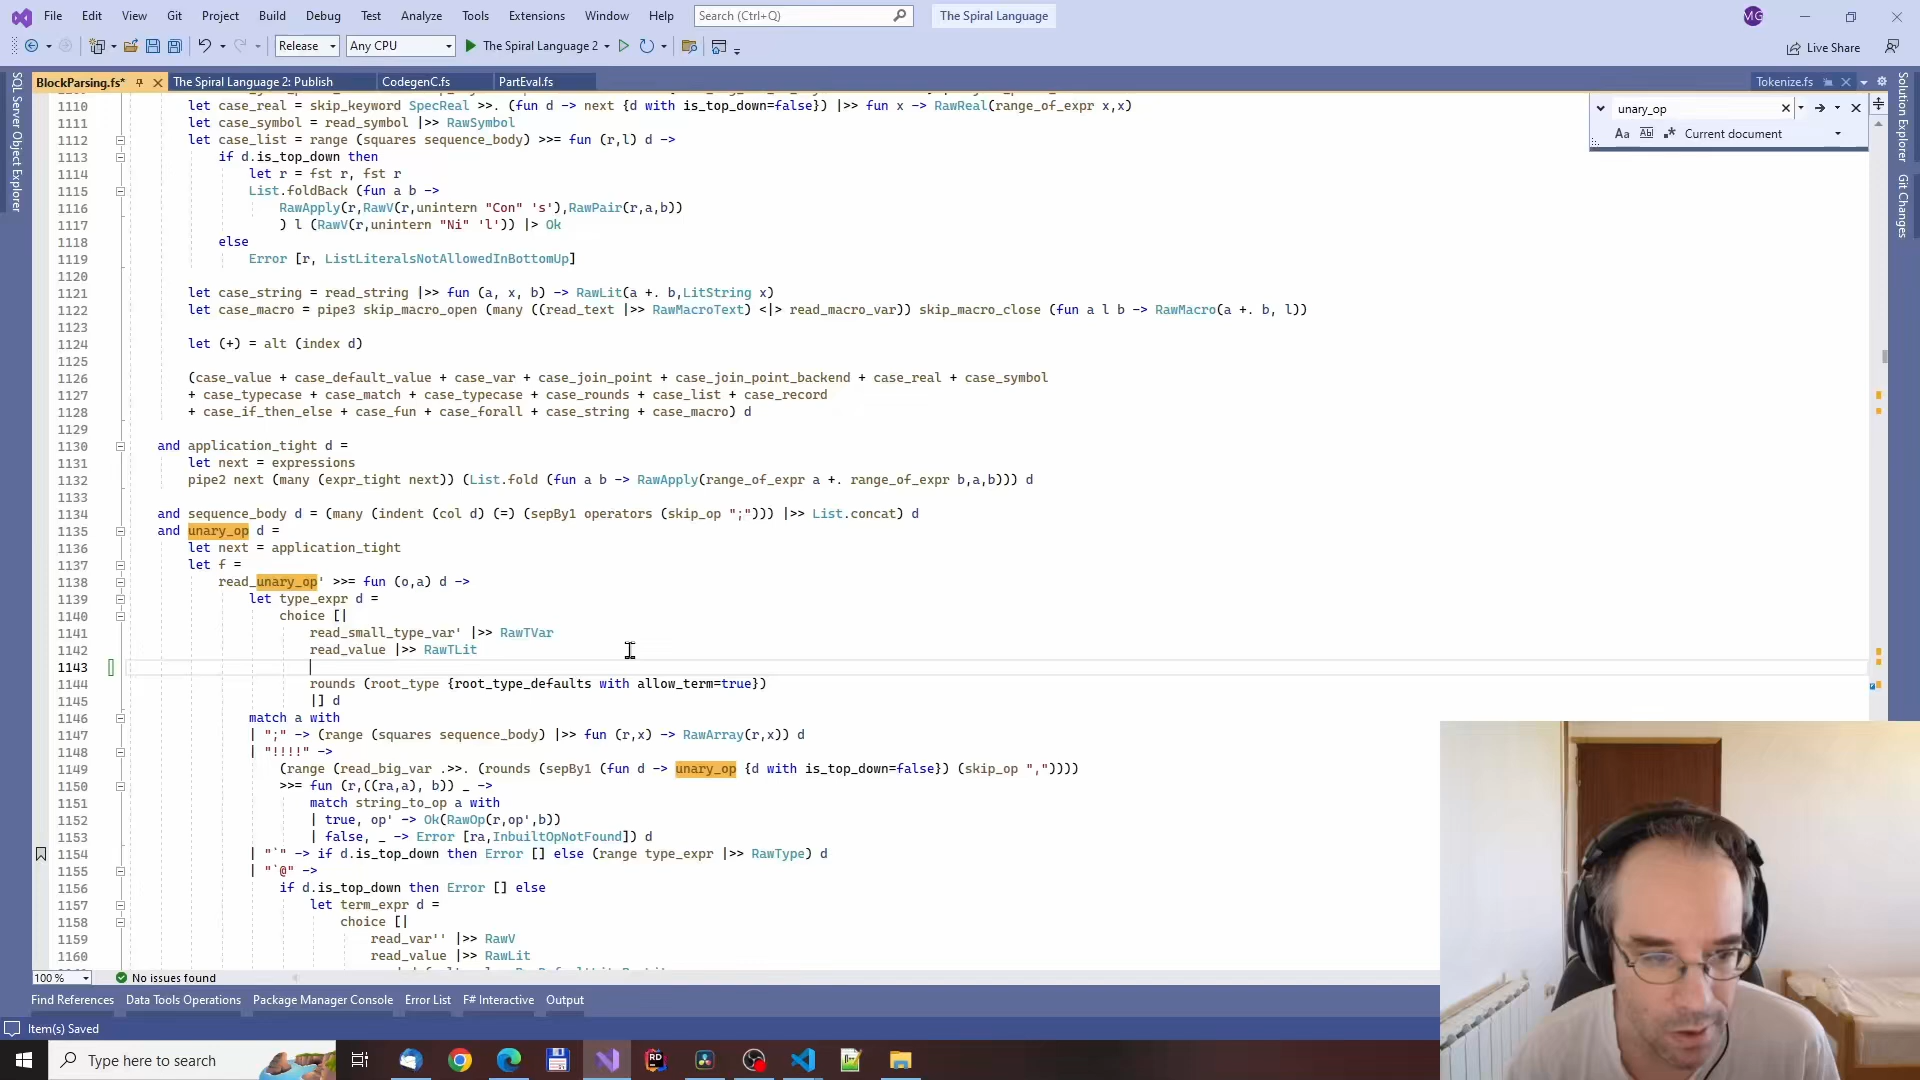 File Edit View Git Project Build Debug Test Analyze Tools Extensions Window Help Search (Ctrl+Q) The Spiral Language MG
Release Any CPU The Spiral Language 2 Live Share
BlockParsing.fs* The Spiral Language 2: Publish CodegenC.fs PartEval.fs Tokenize.fs
SQL Server Object Explorer
Solution Explorer
Git Changes
unary_op
Aa Ab Current document
1110 let case_real = skip_keyword SpecReal >>. (fun d -> next {d with is_top_down=false}) |>> fun x -> RawReal(range_of_expr x,x)
1111 let case_symbol = read_symbol |>> RawSymbol
1112 let case_list = range (squares sequence_body) >>= fun (r,l) d ->
1113 if d.is_top_down then
1114 let r = fst r, fst r
1115 List.foldBack (fun a b ->
1116 RawApply(r,RawV(r,unintern "Con" 's'),RawPair(r,a,b))
1117 ) l (RawV(r,unintern "Ni" 'l')) |> Ok
1118 else
1119 Error [r, ListLiteralsNotAllowedInBottomUp]
1120
1121 let case_string = read_string |>> fun (a, x, b) -> RawLit(a +. b,LitString x)
1122 let case_macro = pipe3 skip_macro_open (many ((read_text |>> RawMacroText) <|> read_macro_var)) skip_macro_close (fun a l b -> RawMacro(a +. b, l))
1123
1124 let (+) = alt (index d)
1125
1126 (case_value + case_default_value + case_var + case_join_point + case_join_point_backend + case_real + case_symbol
1127 + case_typecase + case_match + case_typecase + case_rounds + case_list + case_record
1128 + case_if_then_else + case_fun + case_forall + case_string + case_macro) d
1129
1130 and application_tight d =
1131 let next = expressions
1132 pipe2 next (many (expr_tight next)) (List.fold (fun a b -> RawApply(range_of_expr a +. range_of_expr b,a,b))) d
1133
1134 and sequence_body d = (many (indent (col d) (=) (sepBy1 operators (skip_op ";"))) |>> List.concat) d
1135 and unary_op d =
1136 let next = application_tight
1137 let f =
1138 read_unary_op' >>= fun (o,a) d ->
1139 let type_expr d =
1140 choice [|
1141 read_small_type_var' |>> RawTVar
1142 read_value |>> RawTLit
1143
1144 rounds (root_type {root_type_defaults with allow_term=true})
1145 |] d
1146 match a with
1147 | ";" -> (range (squares sequence_body) |>> fun (r,x) -> RawArray(r,x)) d
1148 | "!!!!" ->
1149 (range (read_big_var .>>. (rounds (sepBy1 (fun d -> unary_op {d with is_top_down=false}) (skip_op ","))))
1150 >>= fun (r,((ra,a), b)) _ ->
1151 match string_to_op a with
1152 | true, op' -> Ok(RawOp(r,op',b))
1153 | false, _ -> Error [ra,InbuiltOpNotFound]) d
1154 | "`" -> if d.is_top_down then Error [] else (range type_expr |>> RawType) d
1155 | "`@" ->
1156 if d.is_top_down then Error [] else
1157 let term_expr d =
1158 choice [|
1159 read_var'' |>> RawV
1160 read_value |>> RawLit
100 % No issues found
Find References Data Tools Operations Package Manager Console Error List F# Interactive Output
Item(s) Saved
Type here to search